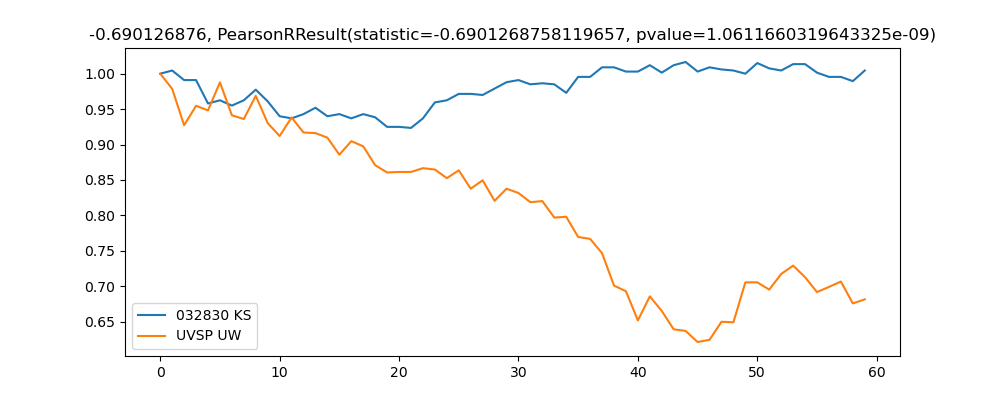 -0.690126876, PearsonRResult(statistic=-0.6901268758119657, pvalue=1.0611660319643325e-09)
1.00
0.95
0.90
0.85
0.80
0.75
0.70
0.65
032830 KS
UVSP UW
0 10 20 30 40 50 60